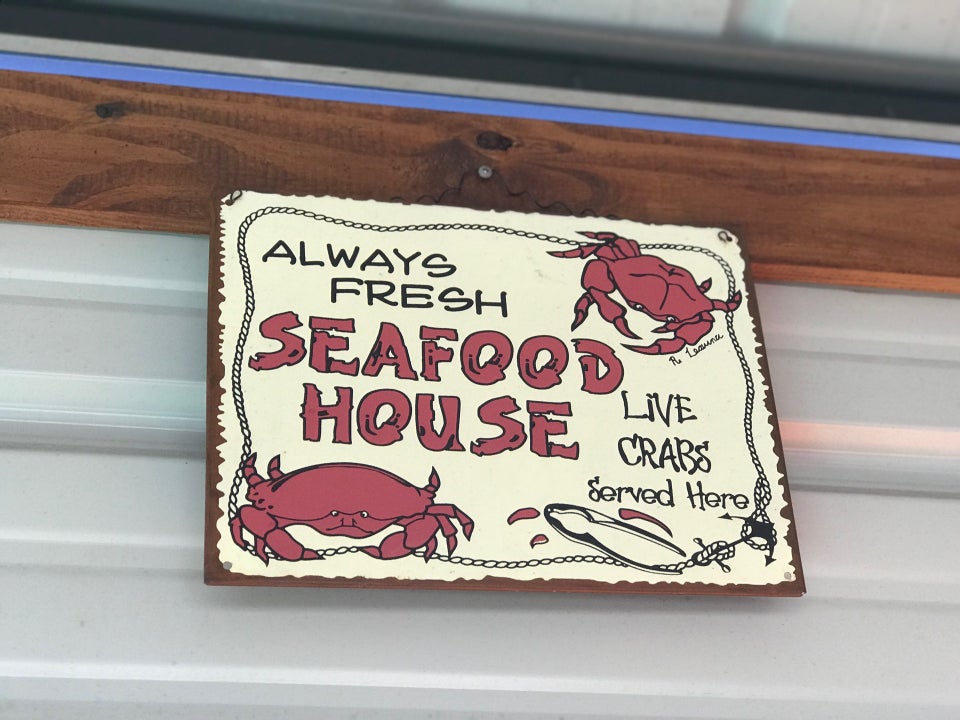 ALWAYS
FRESH
SEAFOOD
HOUSE
LiVE
CRABS
Served Here